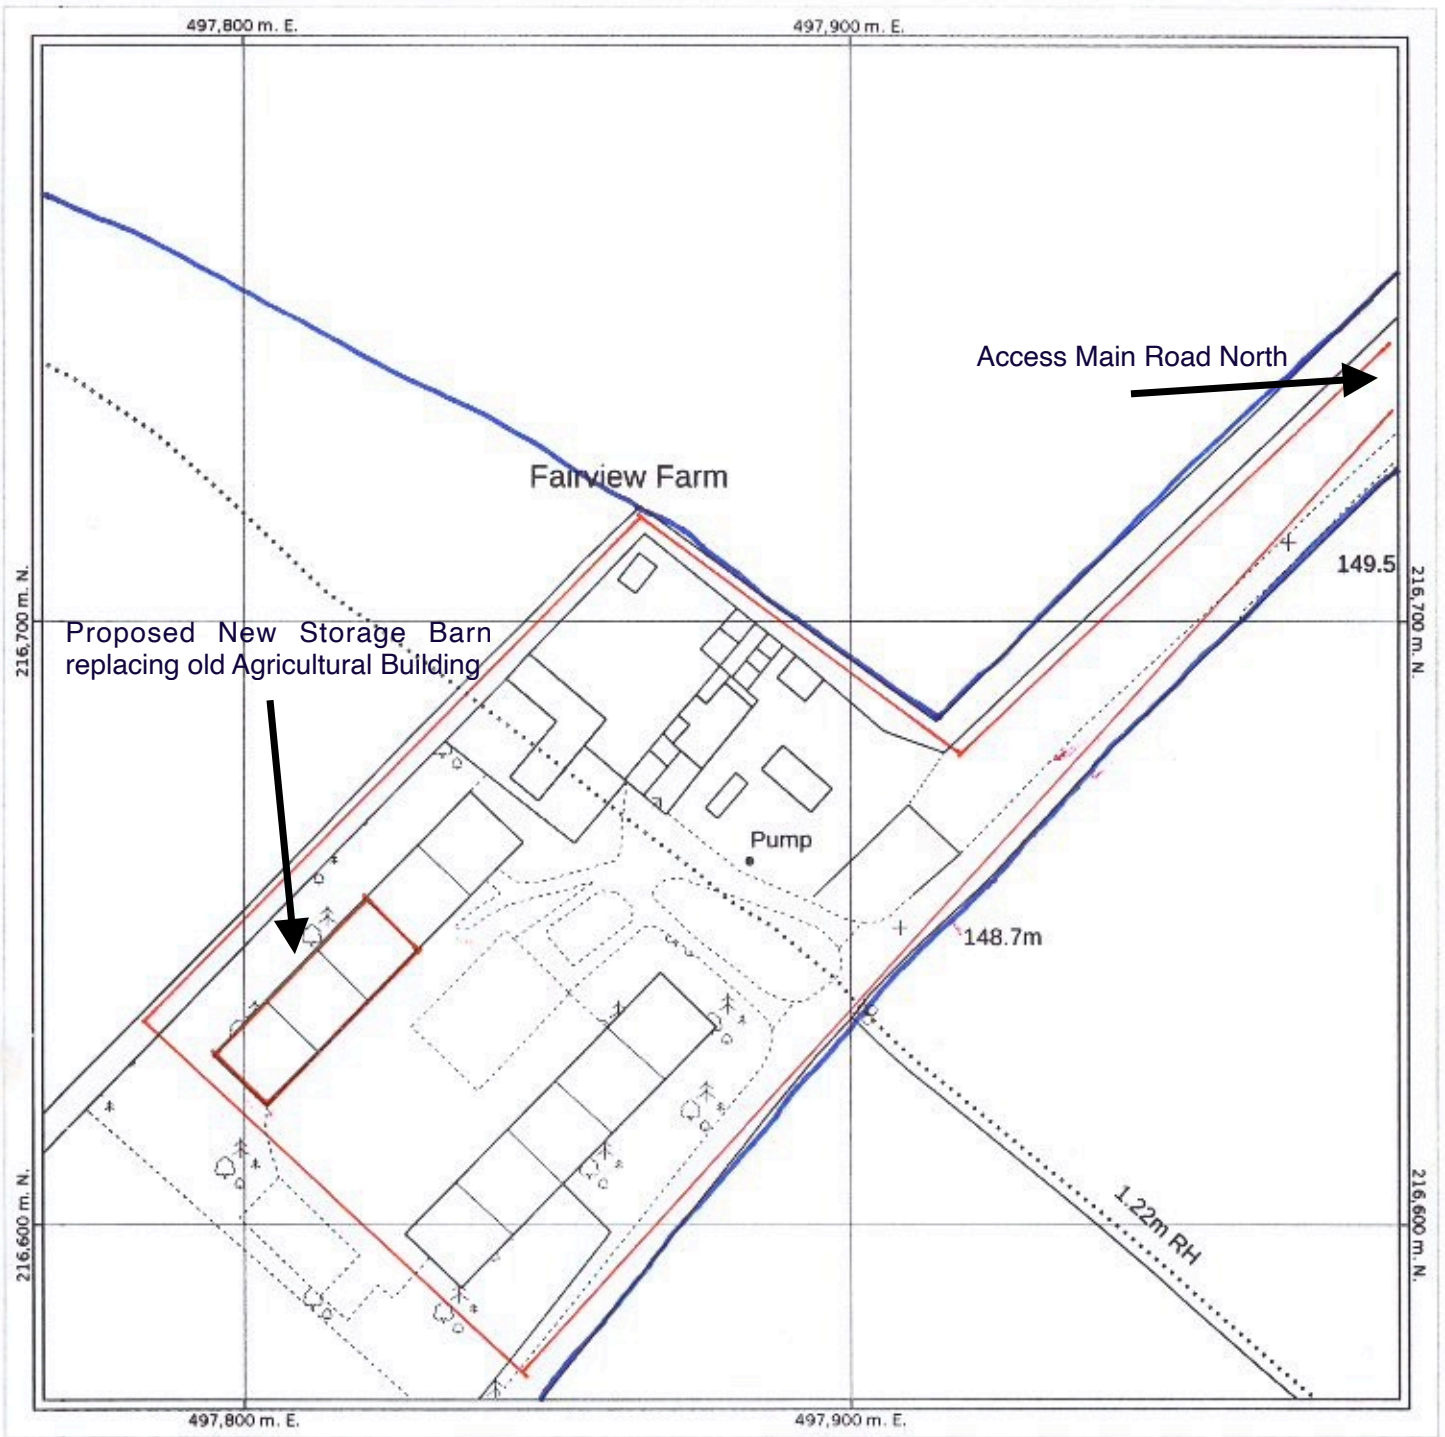 497,800 m. E.
497,900 m. E.
Access Main Road North
Fairview Farm
149.5
216,700 m. N.
216,700 m. N.
Proposed New Storage Barn
replacing old Agricultural Building
Pump
148.7m
216,600 m. N.
1.22m RH
216,600 m. N.
497,800 m. E.
497,900 m. E.